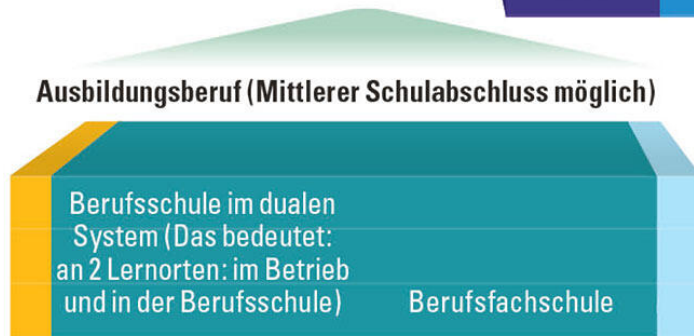 Ausbildungsberuf (Mittlerer Schulabschluss möglich)
Berufsschule im dualen
System (Das bedeutet:
an 2 Lernorten: im Betrieb
und in der Berufsschule)
Berufsfachschule